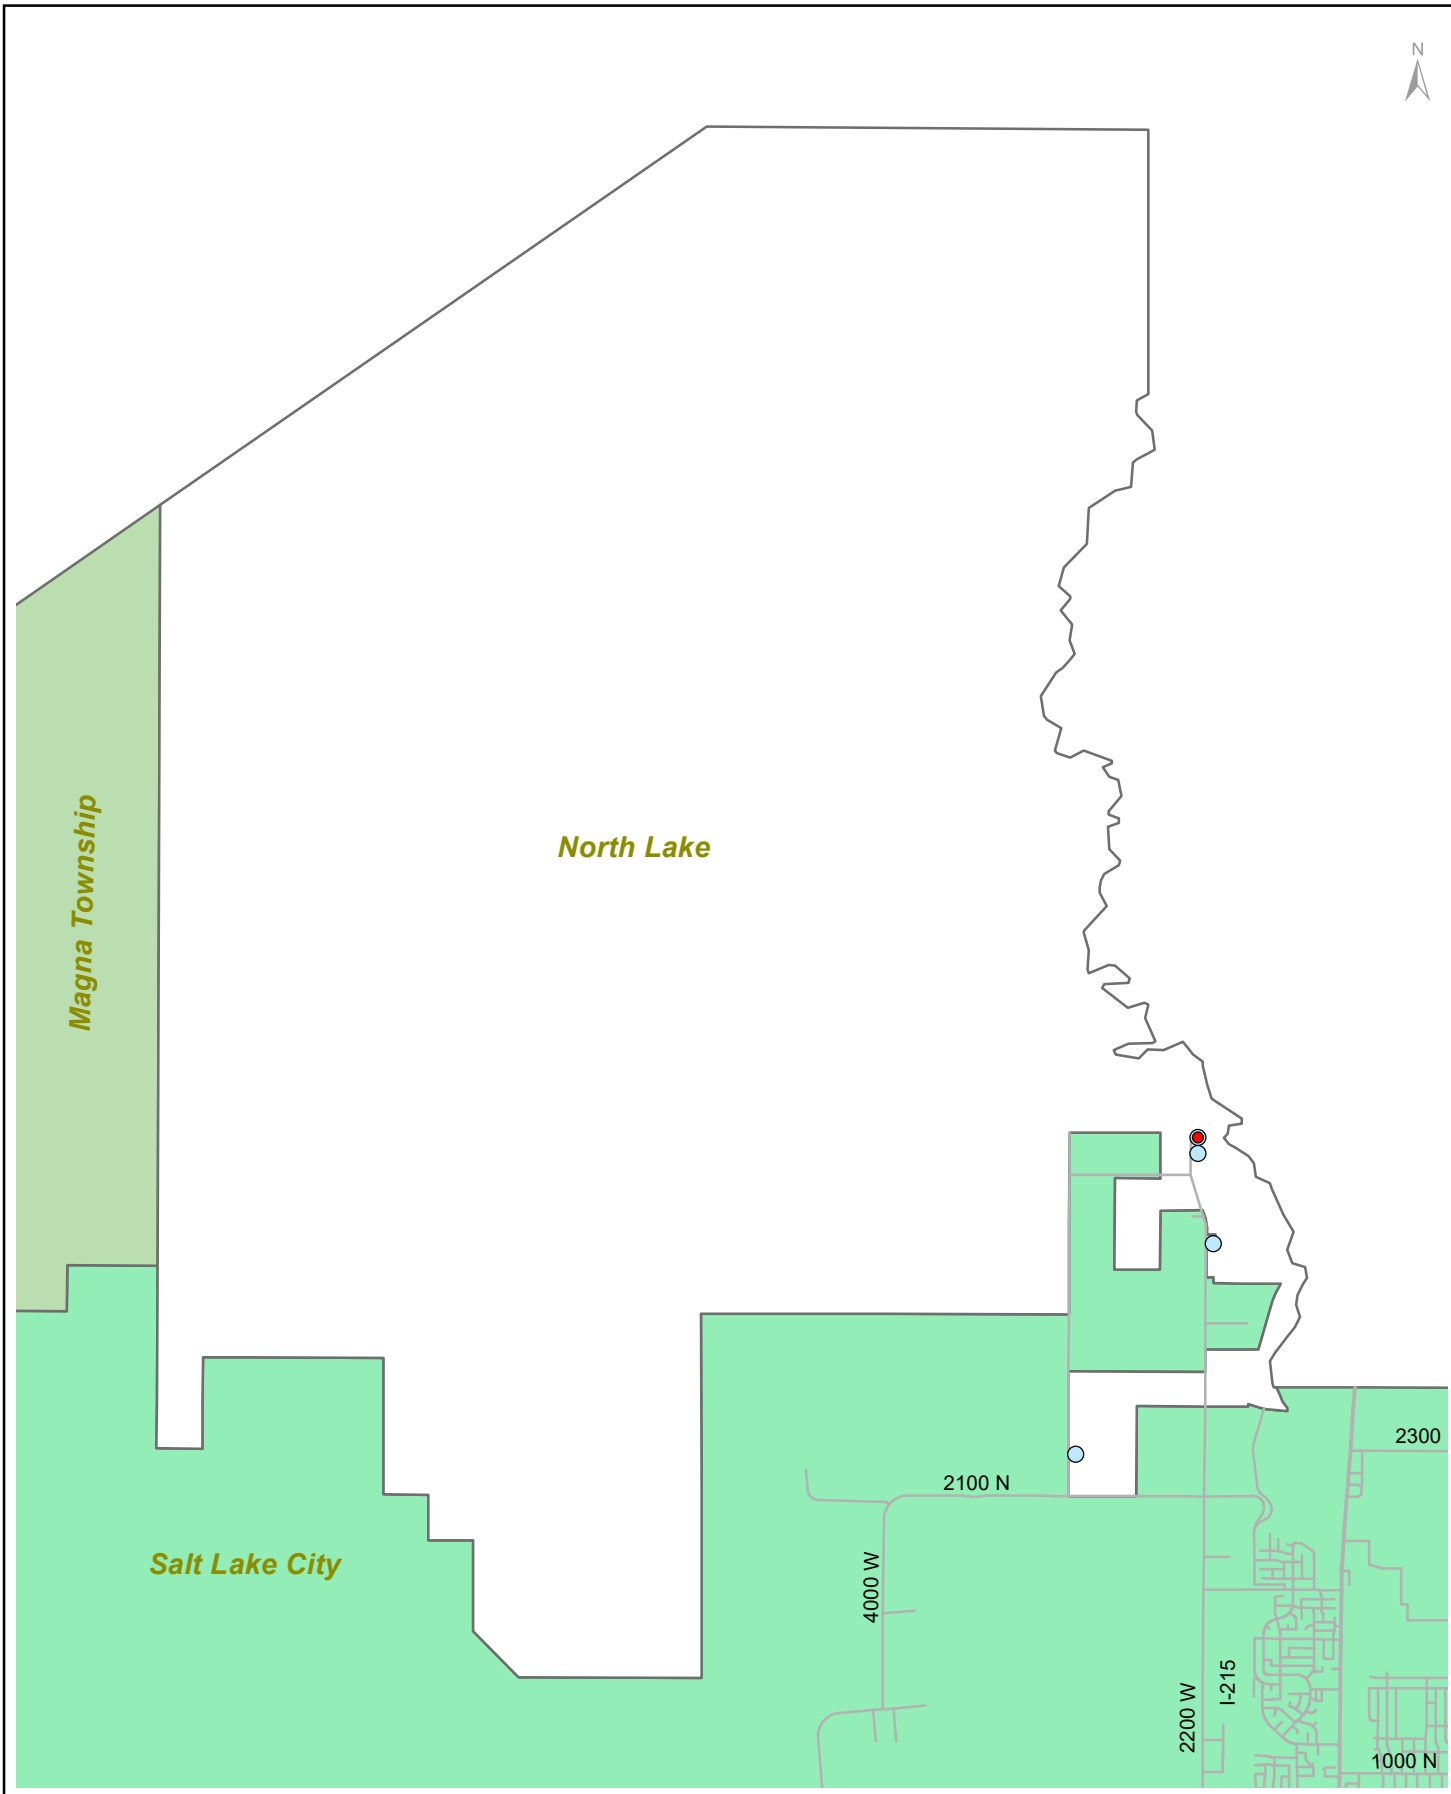 N
Magna Township
North Lake
2300
2100 N
Salt Lake City
4000 W
I-215
2200 W
1000 N